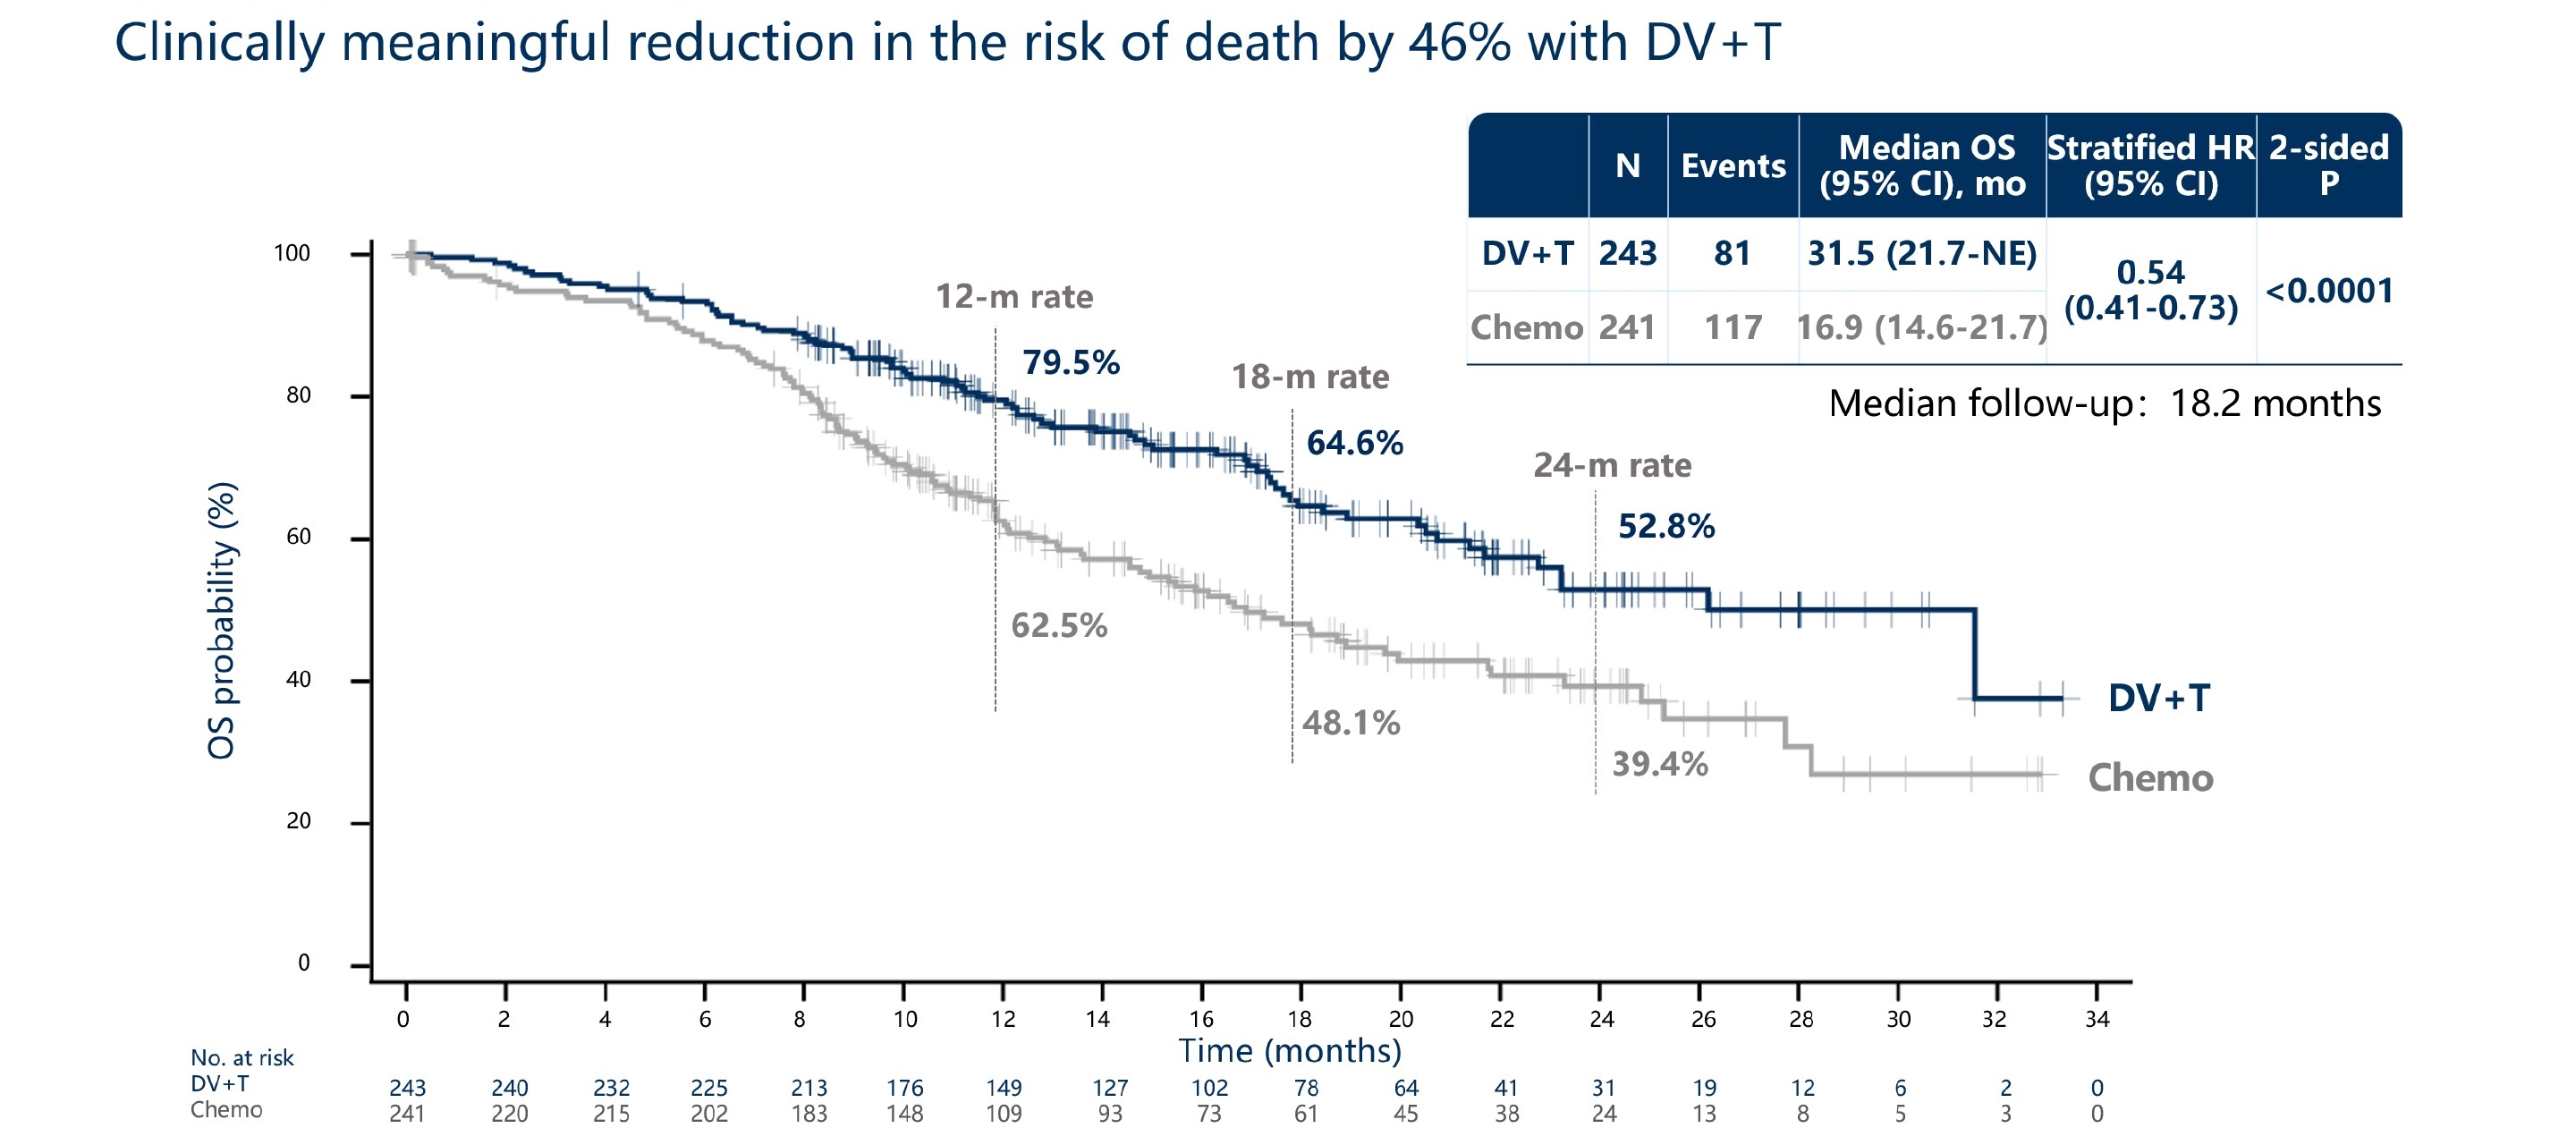 Clinically meaningful reduction in the risk of death by 46% with DV+T
N Events Median OS (95% CI), mo Stratified HR (95% CI) 2-sided P
DV+T 243 81 31.5 (21.7-NE) 0.54 (0.41-0.73) <0.0001
Chemo 241 117 16.9 (14.6-21.7)
Median follow-up: 18.2 months
OS probability (%)
100
80
60
40
20
0
12-m rate
79.5%
62.5%
18-m rate
64.6%
48.1%
24-m rate
52.8%
39.4%
DV+T
Chemo
0 2 4 6 8 10 12 14 16 18 20 22 24 26 28 30 32 34
Time (months)
No. at risk
DV+T 243 240 232 225 213 176 149 127 102 78 64 41 31 19 12 6 2 0
Chemo 241 220 215 202 183 148 109 93 73 61 45 38 24 13 8 5 3 0